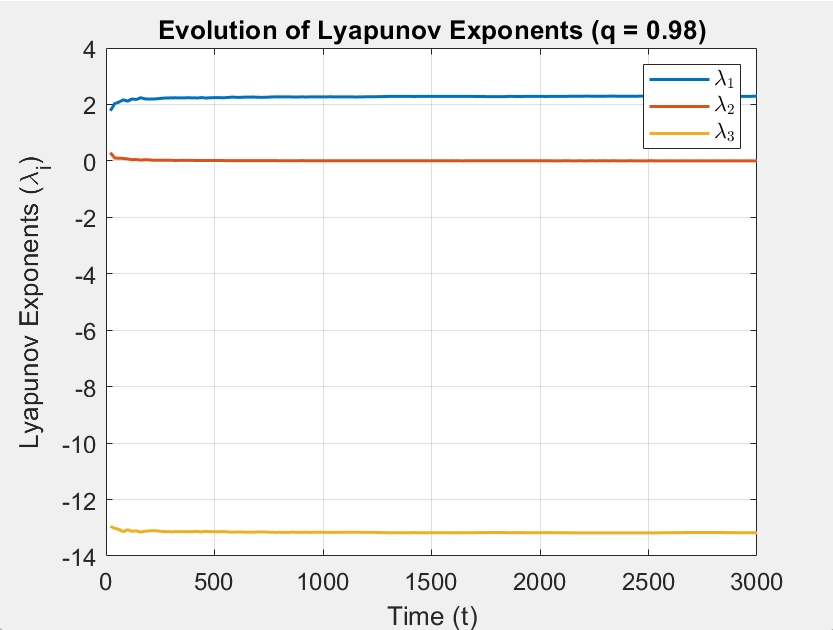 Evolution of Lyapunov Exponents (q = 0.98)
4
2
0
-2
-4
-6
-8
-10
-12
-14
Lyapunov Exponents (λi)
λ1
λ2
λ3
0 500 1000 1500 2000 2500 3000
Time (t)